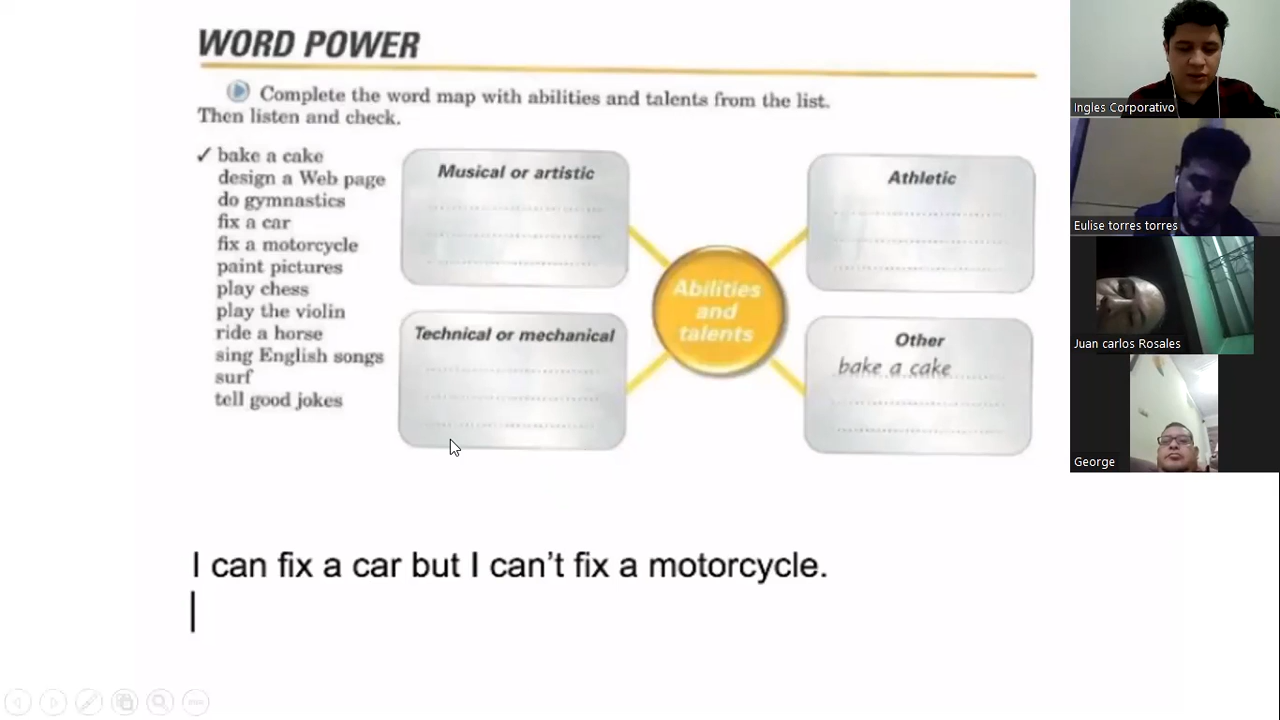 WORD POWER
Complete the word map with abilities and talents from the list.
Then listen and check.
✓ bake a cake
design a Web page
do gymnastics
fix a car
fix a motorcycle
paint pictures
play chess
play the violin
ride a horse
sing English songs
surf
tell good jokes
Musical or artistic
Athletic
Abilities
and
talents
Technical or mechanical
Other
bake a cake
I can fix a car but I can't fix a motorcycle.
Ingles Corporativo
Eulise torres torres
Juan carlos Rosales
George